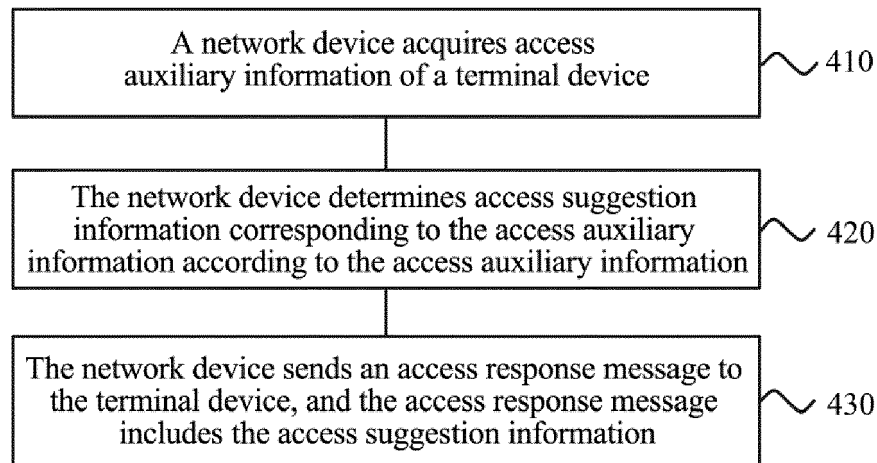 A network device acquires access
auxiliary information of a terminal device
410
The network device determines access suggestion
information corresponding to the access auxiliary
information according to the access auxiliary information
420
The network device sends an access response message to
the terminal device, and the access response message
includes the access suggestion information
430